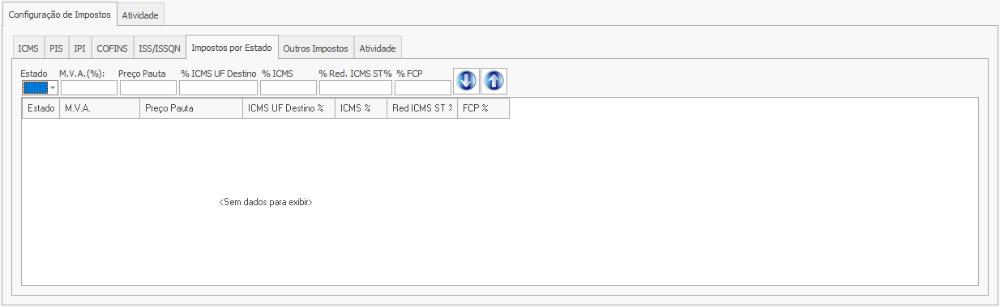 Configuração de Impostos Atividade
ICMS PIS IPI COFINS ISS/ISSQN Impostos por Estado Outros Impostos Atividade
Estado M.V.A.(%): Preço Pauta % ICMS UF Destino % ICMS % Red. ICMS ST% % FCP
Estado M.V.A. Preço Pauta ICMS UF Destino % ICMS % Red ICMS ST % FCP %
<Sem dados para exibir>